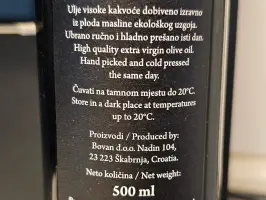 Ulje visoke kakvoće dobiveno izravno
iz ploda masline ekološkog uzgoja.
Ubrano ručno i hladno prešano isti dan.
High quality extra virgin olive oil.
Hand picked and cold pressed
the same day.
Čuvati na tamnom mjestu do 20°C.
Store in a dark place at temperatures
up to 20°C.
Proizvodi / Produced by:
Bovan d.o.o. Nadin 104,
23 223 Škabrnja, Croatia.
Neto količina / Net weight:
500 ml